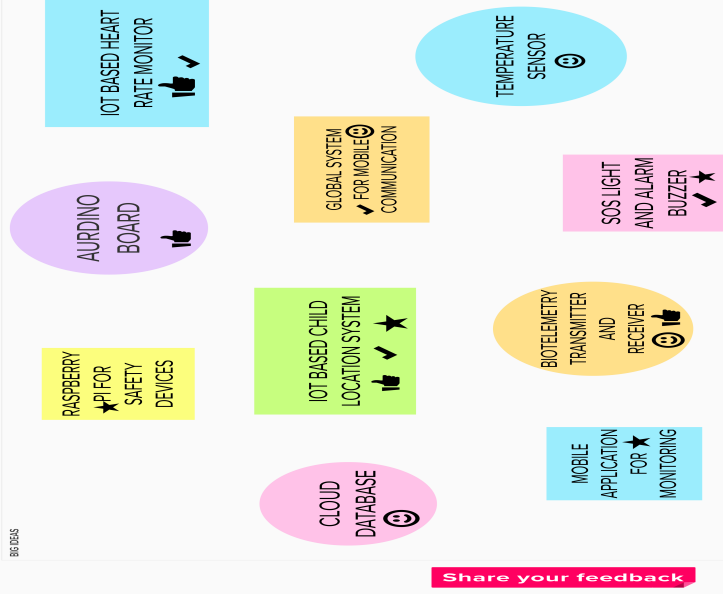 IOT BASED HEART
RATE MONITOR
TEMPERATURE
SENSOR
GLOBAL SYSTEM
FOR MOBILE
COMMUNICATION
SOS LIGHT
AND ALARM
BUZZER
AURDINO
BOARD
IOT BASED CHILD
LOCATION SYSTEM
BIOTELEMETRY
TRANSMITTER
AND
RECEIVER
RASPBERRY
PI FOR
SAFETY
DEVICES
MOBILE
APPLICATION
FOR
MONITORING
CLOUD
DATABASE
BIG IDEAS
Share your feedback